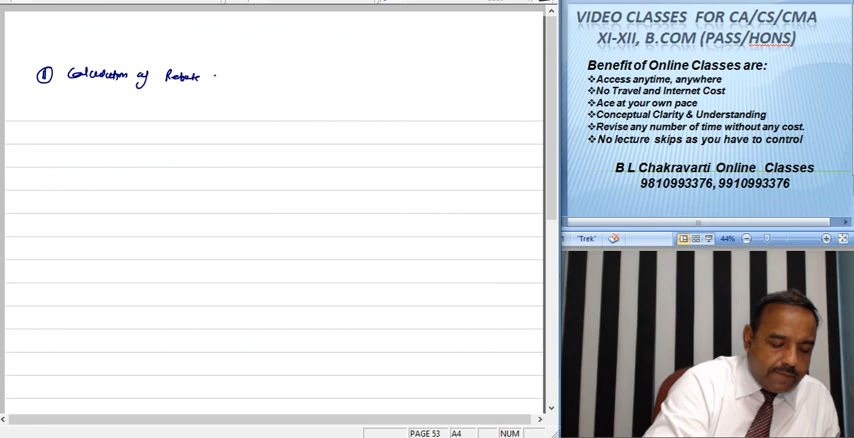 ① Calculation of Rebate
VIDEO CLASSES FOR CA/CS/CMA
XI-XII, B.COM (PASS/HONS)
Benefit of Online Classes are:
❖Access anytime, anywhere
❖No Travel and Internet Cost
❖Ace at your own pace
❖Conceptual Clarity & Understanding
❖Revise any number of time without any cost.
❖No lecture skips as you have to control
B L Chakravarti Online Classes
9810993376, 9910993376
"Trek"
44%
PAGE 53 A4 NUM